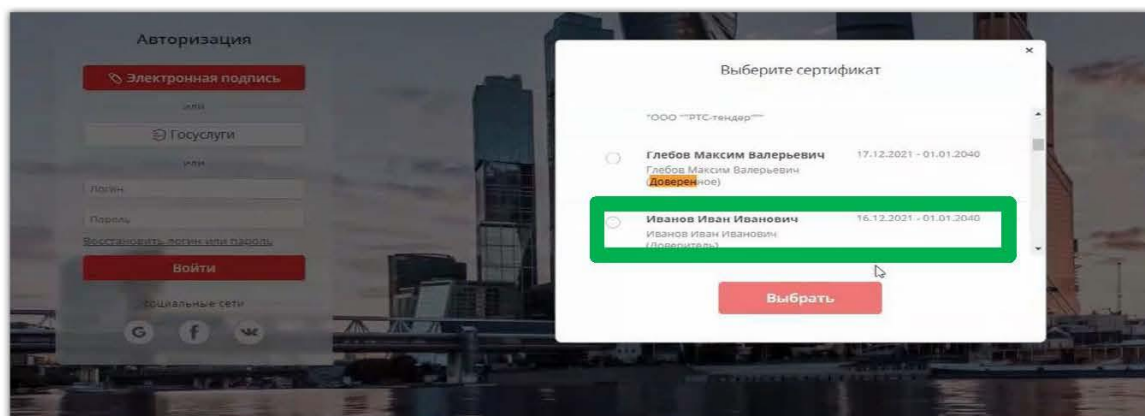 Авторизация
Электронная подпись
или
Госуслуги
или
Логин
Пароль
Восстановить логин или пароль
Войти
социальные сети
G f
Выберите сертификат
×
"ООО ""РТС-тендер"""
Глебов Максим Валерьевич 17.12.2021 - 01.01.2040
Глебов Максим Валерьевич
(Доверенное)
Иванов Иван Иванович 16.12.2021 - 01.01.2040
Иванов Иван Иванович
(Доверитель)
Выбрать